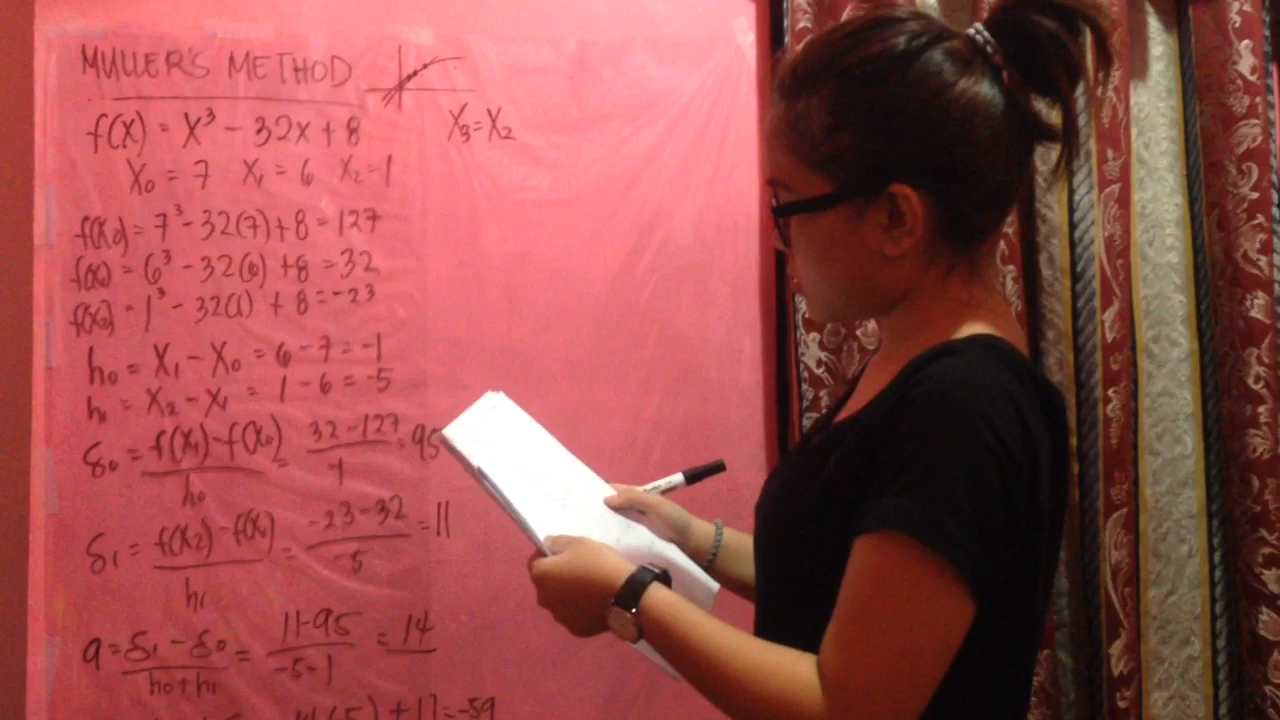 MULLER'S METHOD
f(x) = x³ - 32x + 8
x₃ = x₂
x₀ = 7 x₁ = 6 x₂ = 1
f(x₀) = 7³ - 32(7) + 8 = 127
f(x₁) = 6³ - 32(6) + 8 = 32
f(x₂) = 1³ - 32(1) + 8 = -23
h₀ = x₁ - x₀ = 6 - 7 = -1
h₁ = x₂ - x₁ = 1 - 6 = -5
δ₀ = f(x₁) - f(x₀) / h₀ = 32 - 127 / -1 = 95
δ₁ = f(x₂) - f(x₁) / h₁ = -23 - 32 / 5 = 11
a = δ₁ - δ₀ / h₀ + h₁ = 11 - 95 / -5 - 1 = 14
(5) + 11 = -59